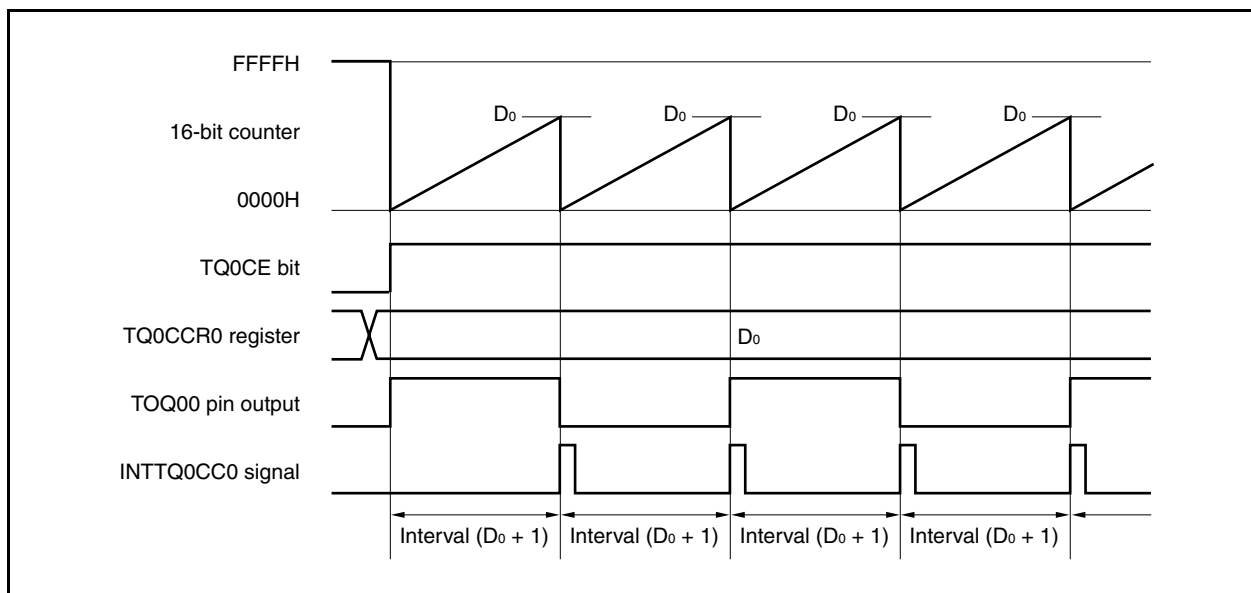 FFFFH
16-bit counter
0000H
D0
D0
D0
D0
TQ0CE bit
TQ0CCR0 register
D0
TOQ00 pin output
INTTQ0CC0 signal
Interval (D0 + 1)
Interval (D0 + 1)
Interval (D0 + 1)
Interval (D0 + 1)